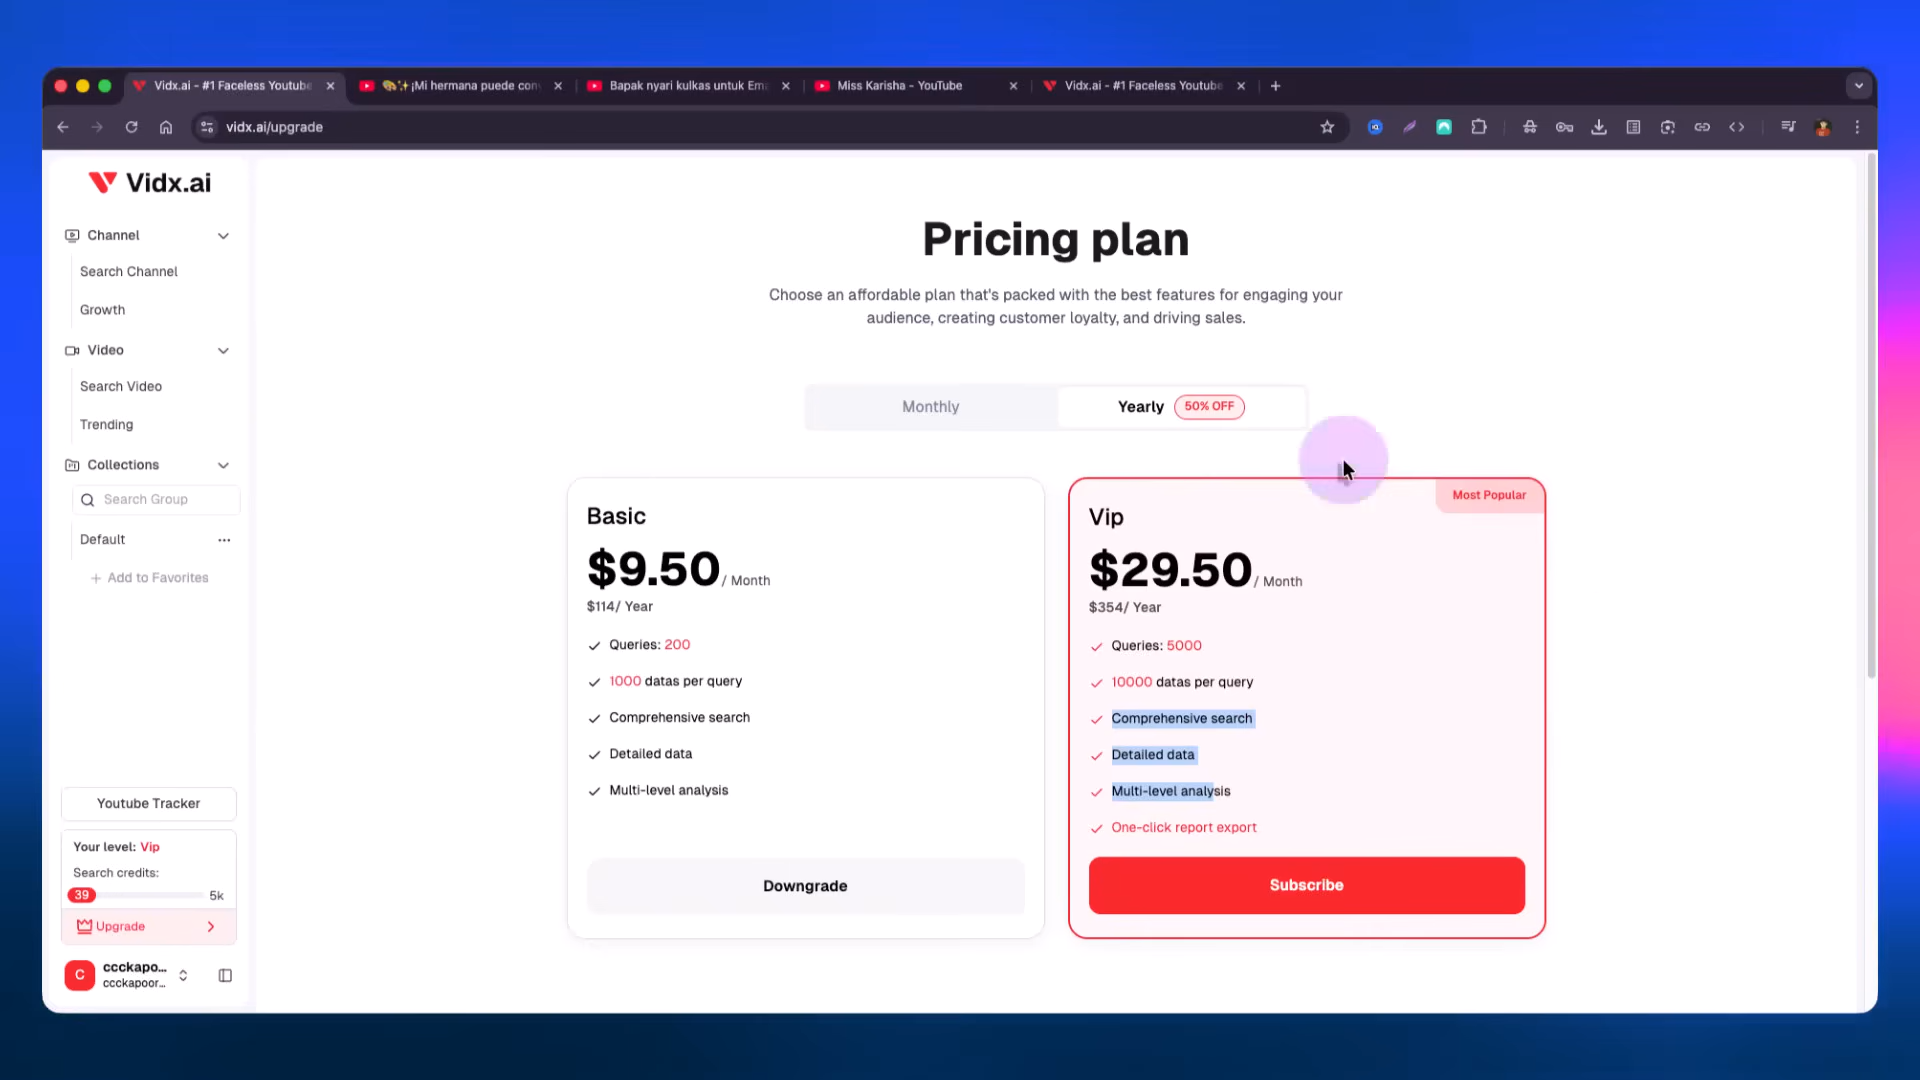 Vidx.ai - #1 Faceless Youtube
¡Mi hermana puede con
Bapak nyari kulkas untuk Em
Miss Karisha - YouTube
Vidx.ai - #1 Faceless Youtube
vidx.ai/upgrade
Vidx.ai
Channel
Search Channel
Growth
Video
Search Video
Trending
Collections
Search Group
Default
+ Add to Favorites
Youtube Tracker
Your level: Vip
Search credits:
39
5k
Upgrade
C
ccckapo...
ccckapoor...
Pricing plan
Choose an affordable plan that's packed with the best features for engaging your
audience, creating customer loyalty, and driving sales.
Monthly
Yearly
50% OFF
Basic
$9.50 / Month
$114/ Year
Queries: 200
1000 datas per query
Comprehensive search
Detailed data
Multi-level analysis
Downgrade
Most Popular
Vip
$29.50 / Month
$354/ Year
Queries: 5000
10000 datas per query
Comprehensive search
Detailed data
Multi-level analysis
One-click report export
Subscribe